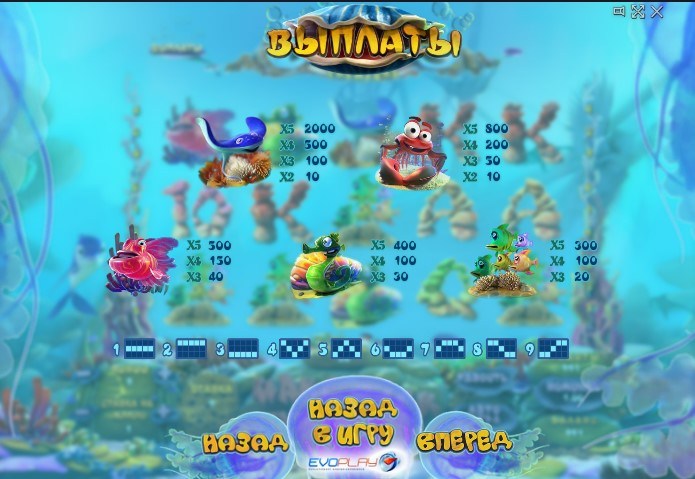 ВЫПЛАТЫ
X5 2000
X4 500
X3 100
X2 10
X5 800
X4 200
X3 50
X2 10
X5 500
X4 150
X3 40
X5 400
X4 100
X3 30
X5 300
X4 100
X3 20
1 2 3 4 5 6 7 8 9
НАЗАД
НАЗАД
В ИГРУ
ВПЕРЕД
EVOPLAY